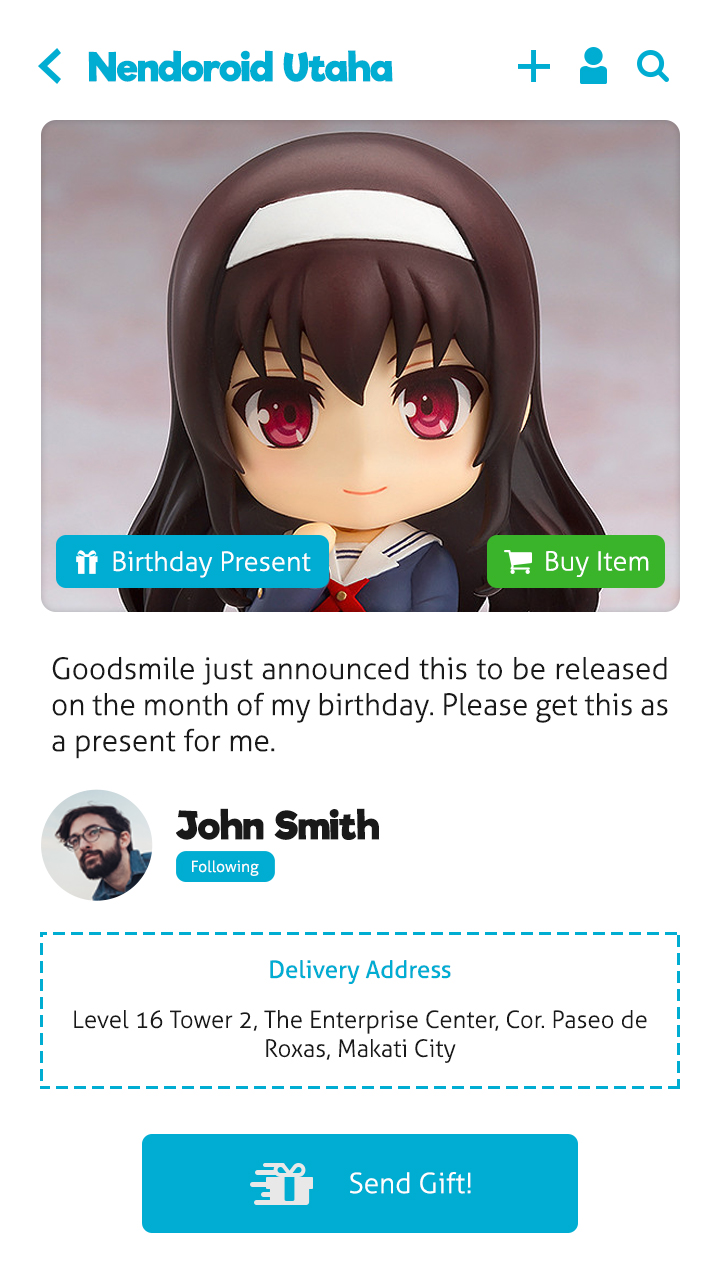 Nendoroid Utaha
Birthday Present
Buy Item
Goodsmile just announced this to be released
on the month of my birthday. Please get this as
a present for me.
John Smith
Following
Delivery Address
Level 16 Tower 2, The Enterprise Center, Cor. Paseo de
Roxas, Makati City
Send Gift!